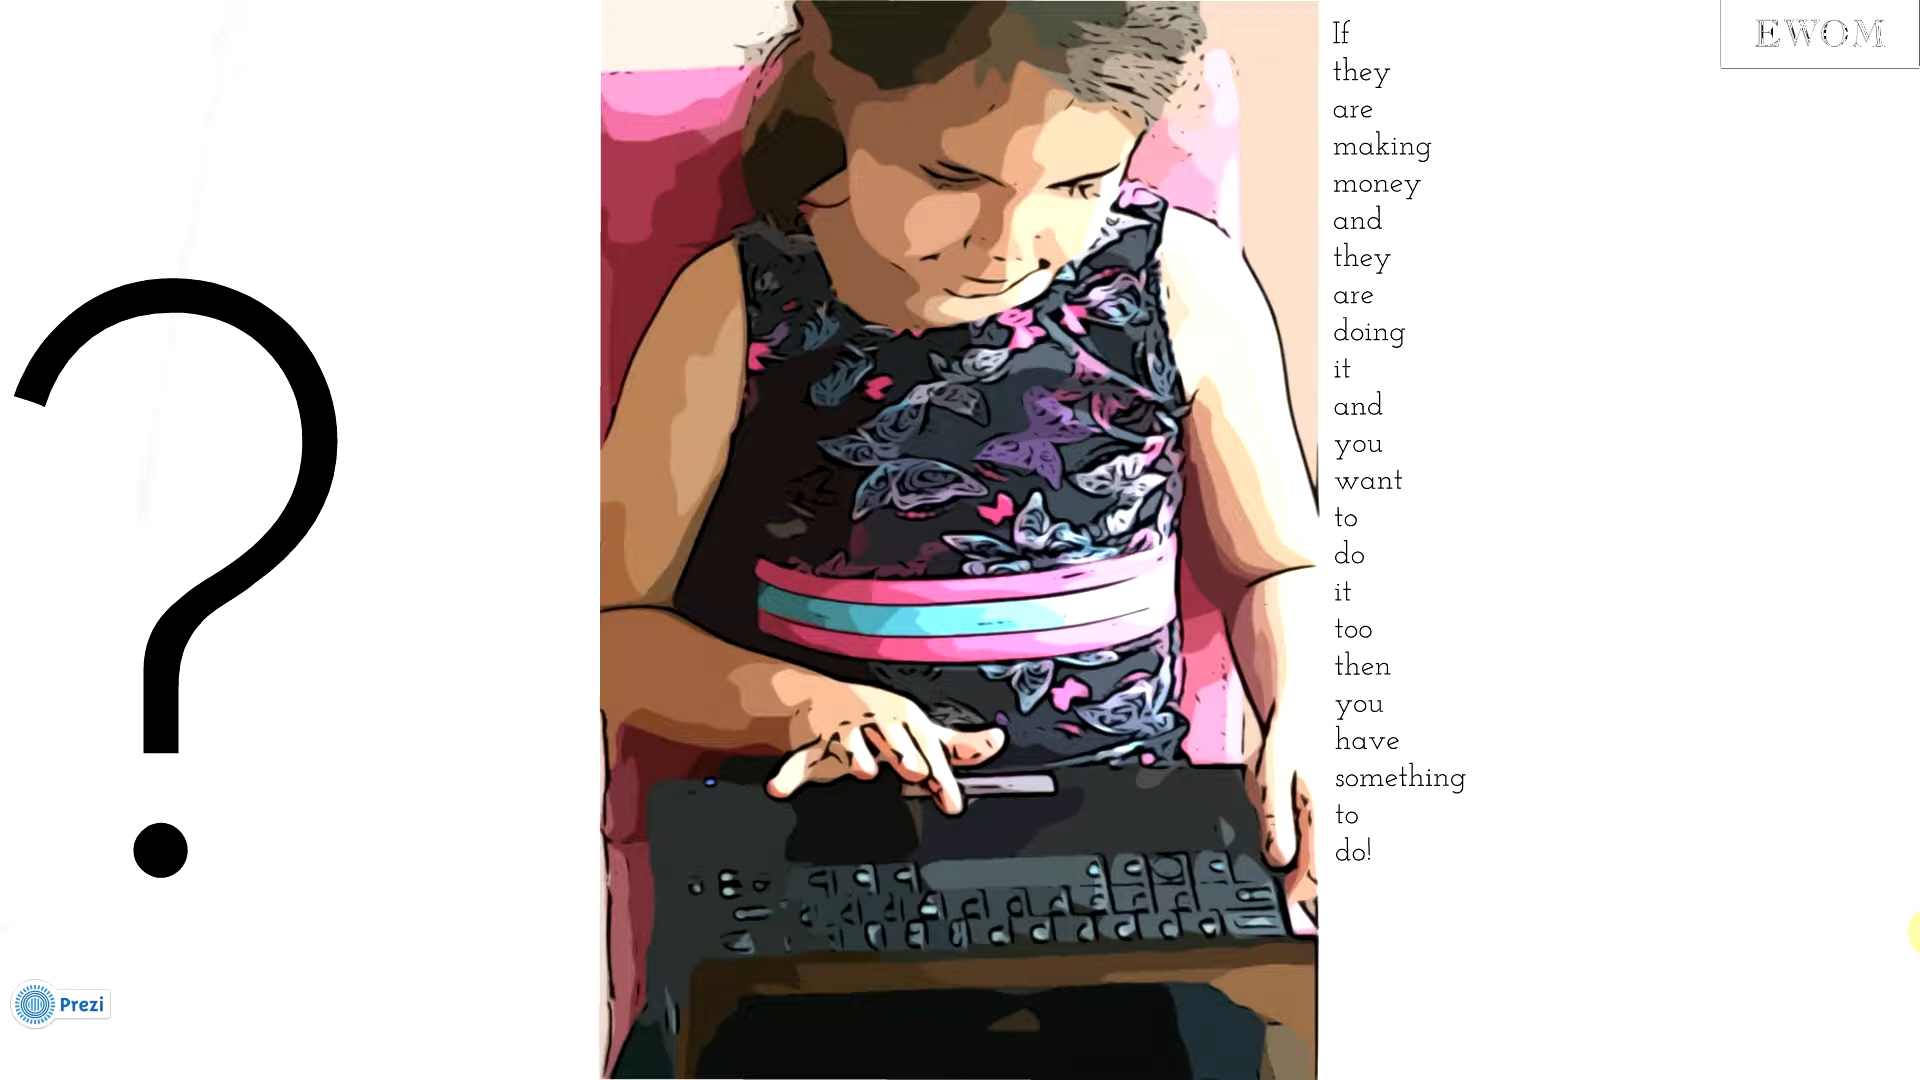 If
they
are
making
money
and
they
are
doing
it
and
you
want
to
do
it
too
then
you
have
something
to
do!
EWOM
?
Prezi